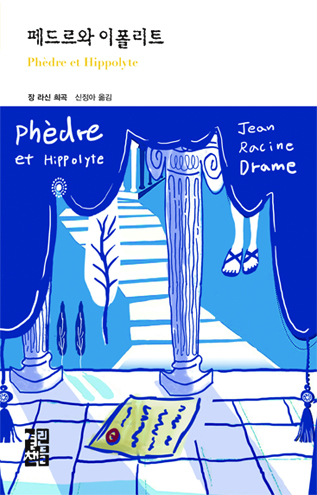 페드르와 이폴리트
Phèdre et Hippolyte
장 라신 희곡 신정아 옮김
Phèdre
et Hippolyte
Jean
Racine
Drame
열린
책들